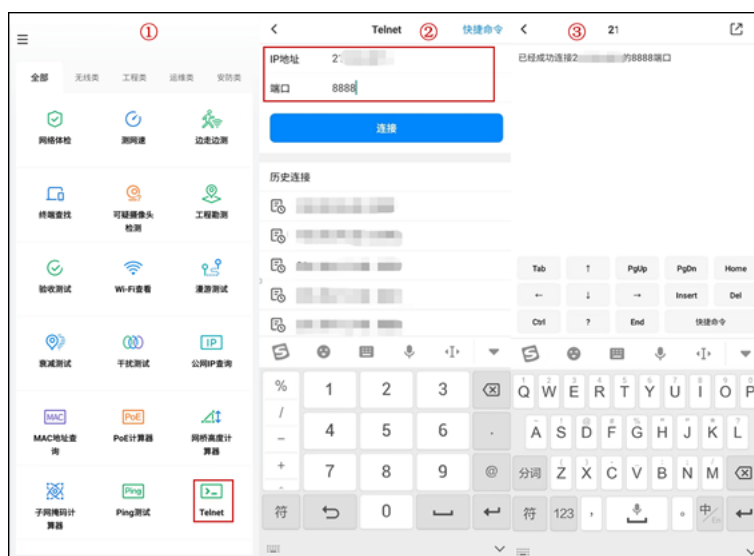 ①
全部
无线类
工程类
运维类
安防类
网络体检
测网速
边走边测
终端查找
可疑摄像头
检测
工程勘测
验收测试
Wi-Fi查看
漫游测试
衰减测试
干扰测试
IP
公网IP查询
MAC
MAC地址查
询
PoE
PoE计算器
网桥高度计
算器
子网掩码计
算器
Ping
Ping测试
Telnet
Telnet
②
快捷命令
IP地址
2
端口
8888
连接
历史连接
%
1
2
3
/
4
5
6
.
-
+
7
8
9
@
符
0
③
21
已经成功连接2
的8888端口
Tab
↑
PgUp
PgDn
Home
←
↓
→
Insert
Del
Ctrl
?
End
快捷命令
Q W E R T Y U I O P
A S D F G H J K L
分词 Z X C V B N M
符 123 , 。 中/En